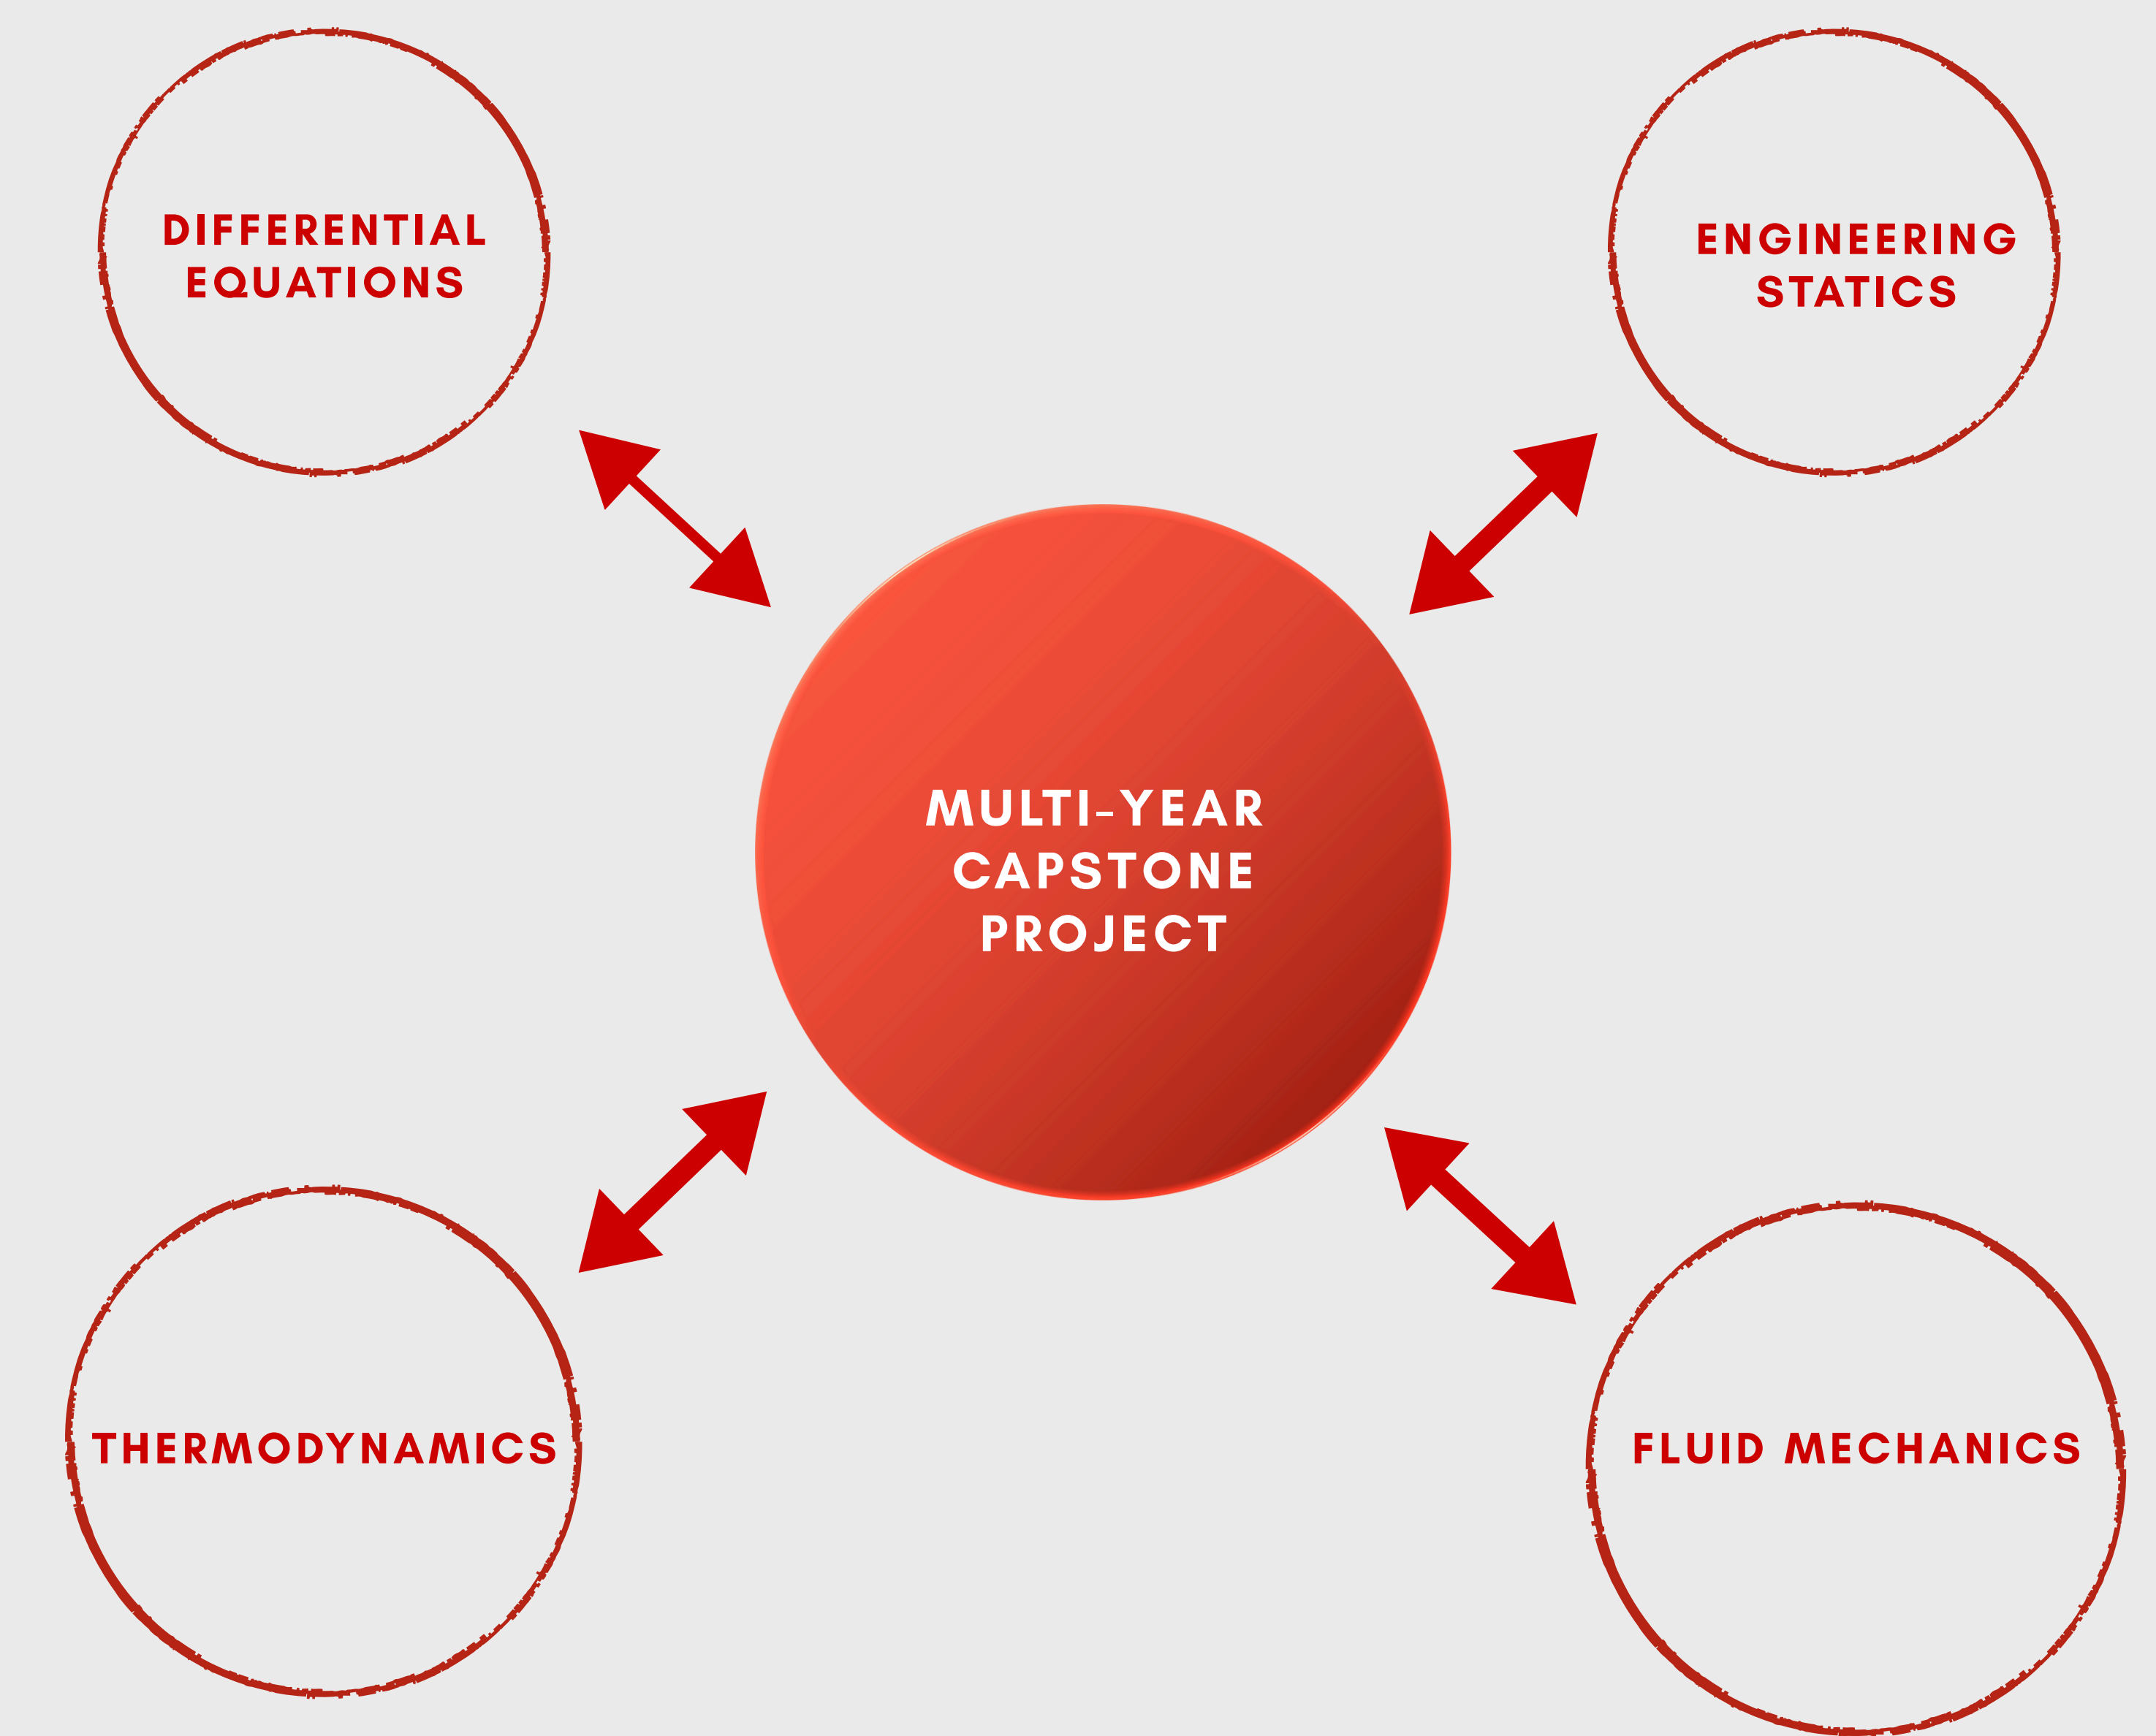 DIFFERENTIAL
EQUATIONS
ENGINEERING
STATICS
MULTI-YEAR
CAPSTONE
PROJECT
THERMODYNAMICS
FLUID MECHANICS